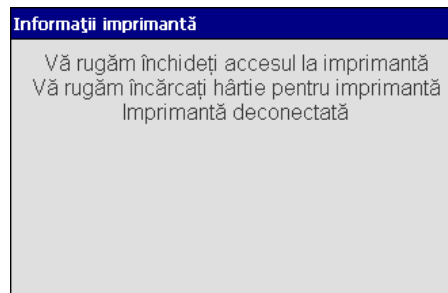 Informaţii imprimantă
Vă rugăm închideți accesul la imprimantă
Vă rugăm încărcați hârtie pentru imprimantă
Imprimantă deconectată